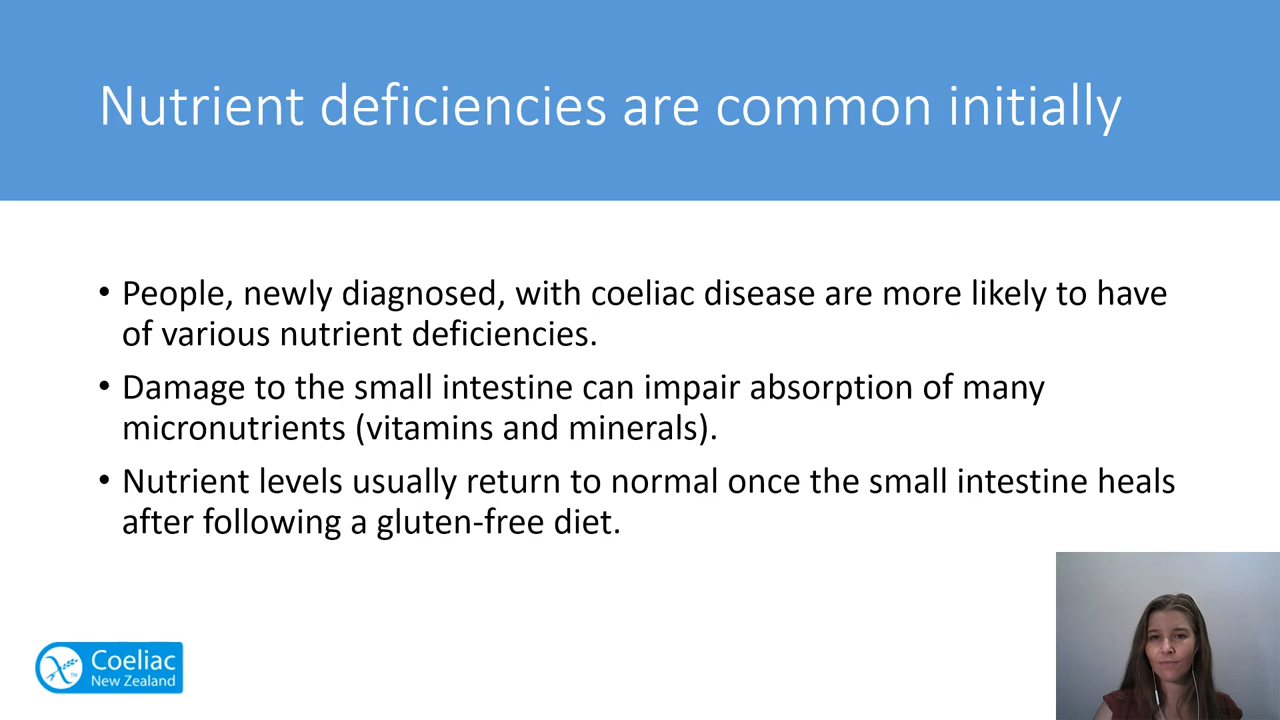 Nutrient deficiencies are common initially
• People, newly diagnosed, with coeliac disease are more likely to have
of various nutrient deficiencies.
• Damage to the small intestine can impair absorption of many
micronutrients (vitamins and minerals).
• Nutrient levels usually return to normal once the small intestine heals
after following a gluten-free diet.
Coeliac
New Zealand